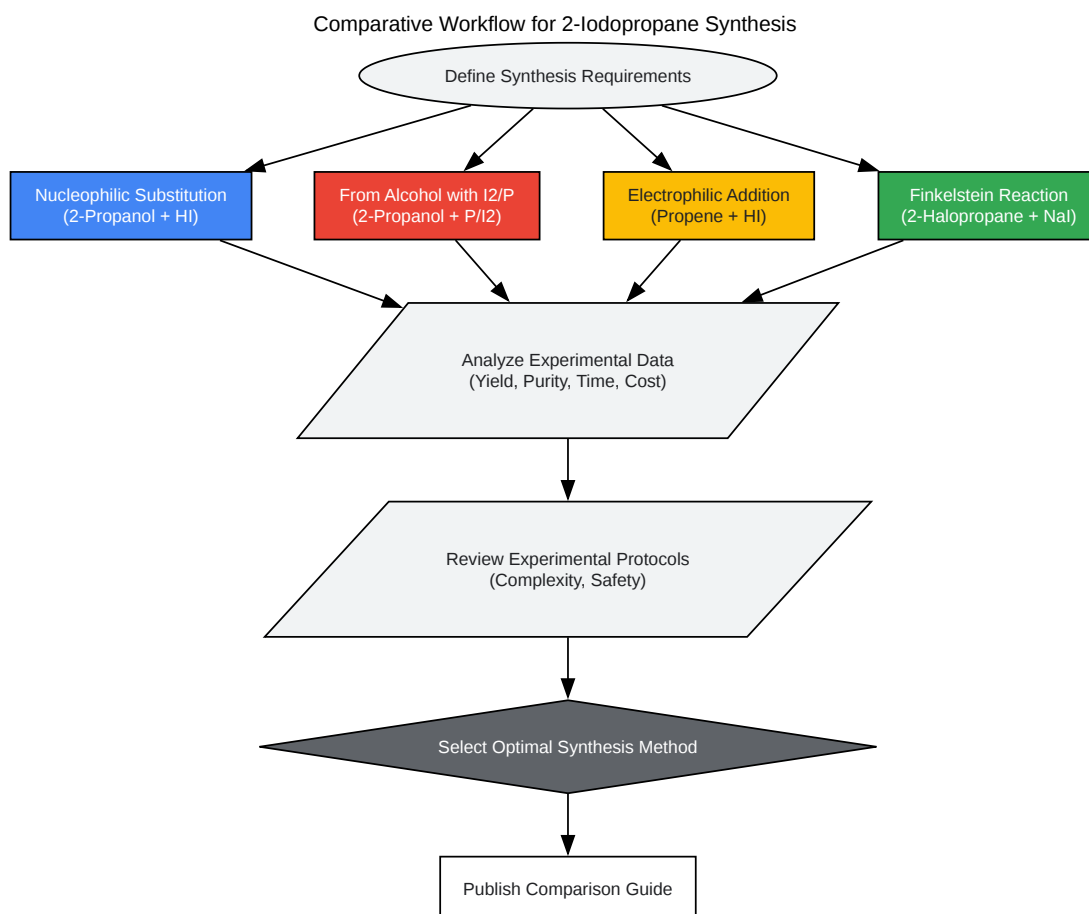 Comparative Workflow for 2-Iodopropane Synthesis
Define Synthesis Requirements
Nucleophilic Substitution
(2-Propanol + HI)
From Alcohol with I2/P
(2-Propanol + P/I2)
Electrophilic Addition
(Propene + HI)
Finkelstein Reaction
(2-Halopropane + NaI)
Analyze Experimental Data
(Yield, Purity, Time, Cost)
Review Experimental Protocols
(Complexity, Safety)
Select Optimal Synthesis Method
Publish Comparison Guide